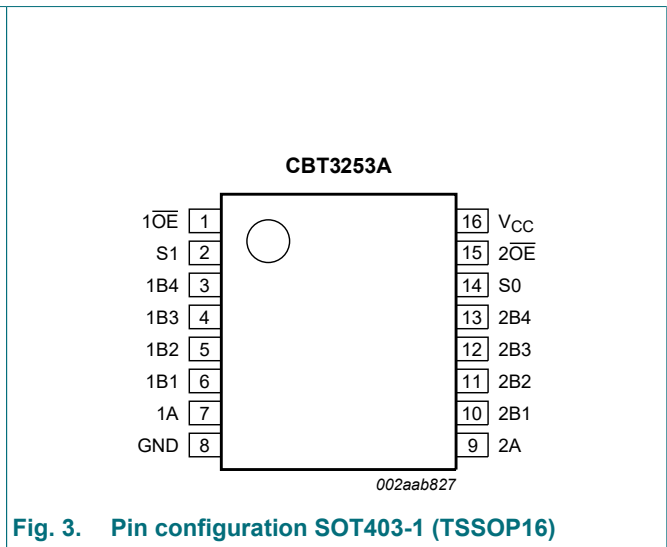 CBT3253A
1O̅E̅ 1 16 VCC
S1 2 15 2O̅E̅
1B4 3 14 S0
1B3 4 13 2B4
1B2 5 12 2B3
1B1 6 11 2B2
1A 7 10 2B1
GND 8 9 2A
002aab827
Fig. 3. Pin configuration SOT403-1 (TSSOP16)